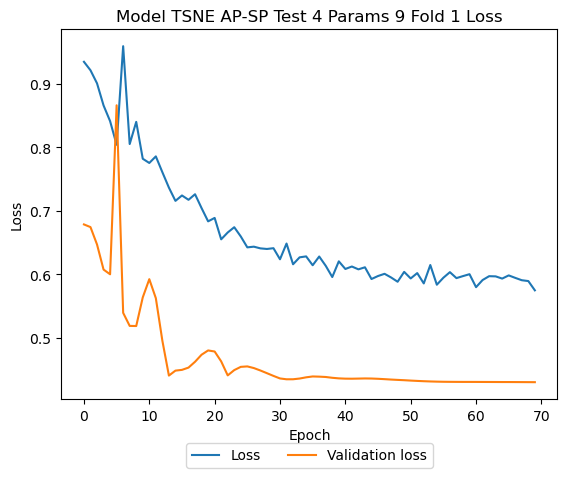 Model TSNE AP-SP Test 4 Params 9 Fold 1 Loss
0.9
0.8
0.7
0.6
0.5
Loss
0 10 20 30 40 50 60 70
Epoch
Loss Validation loss